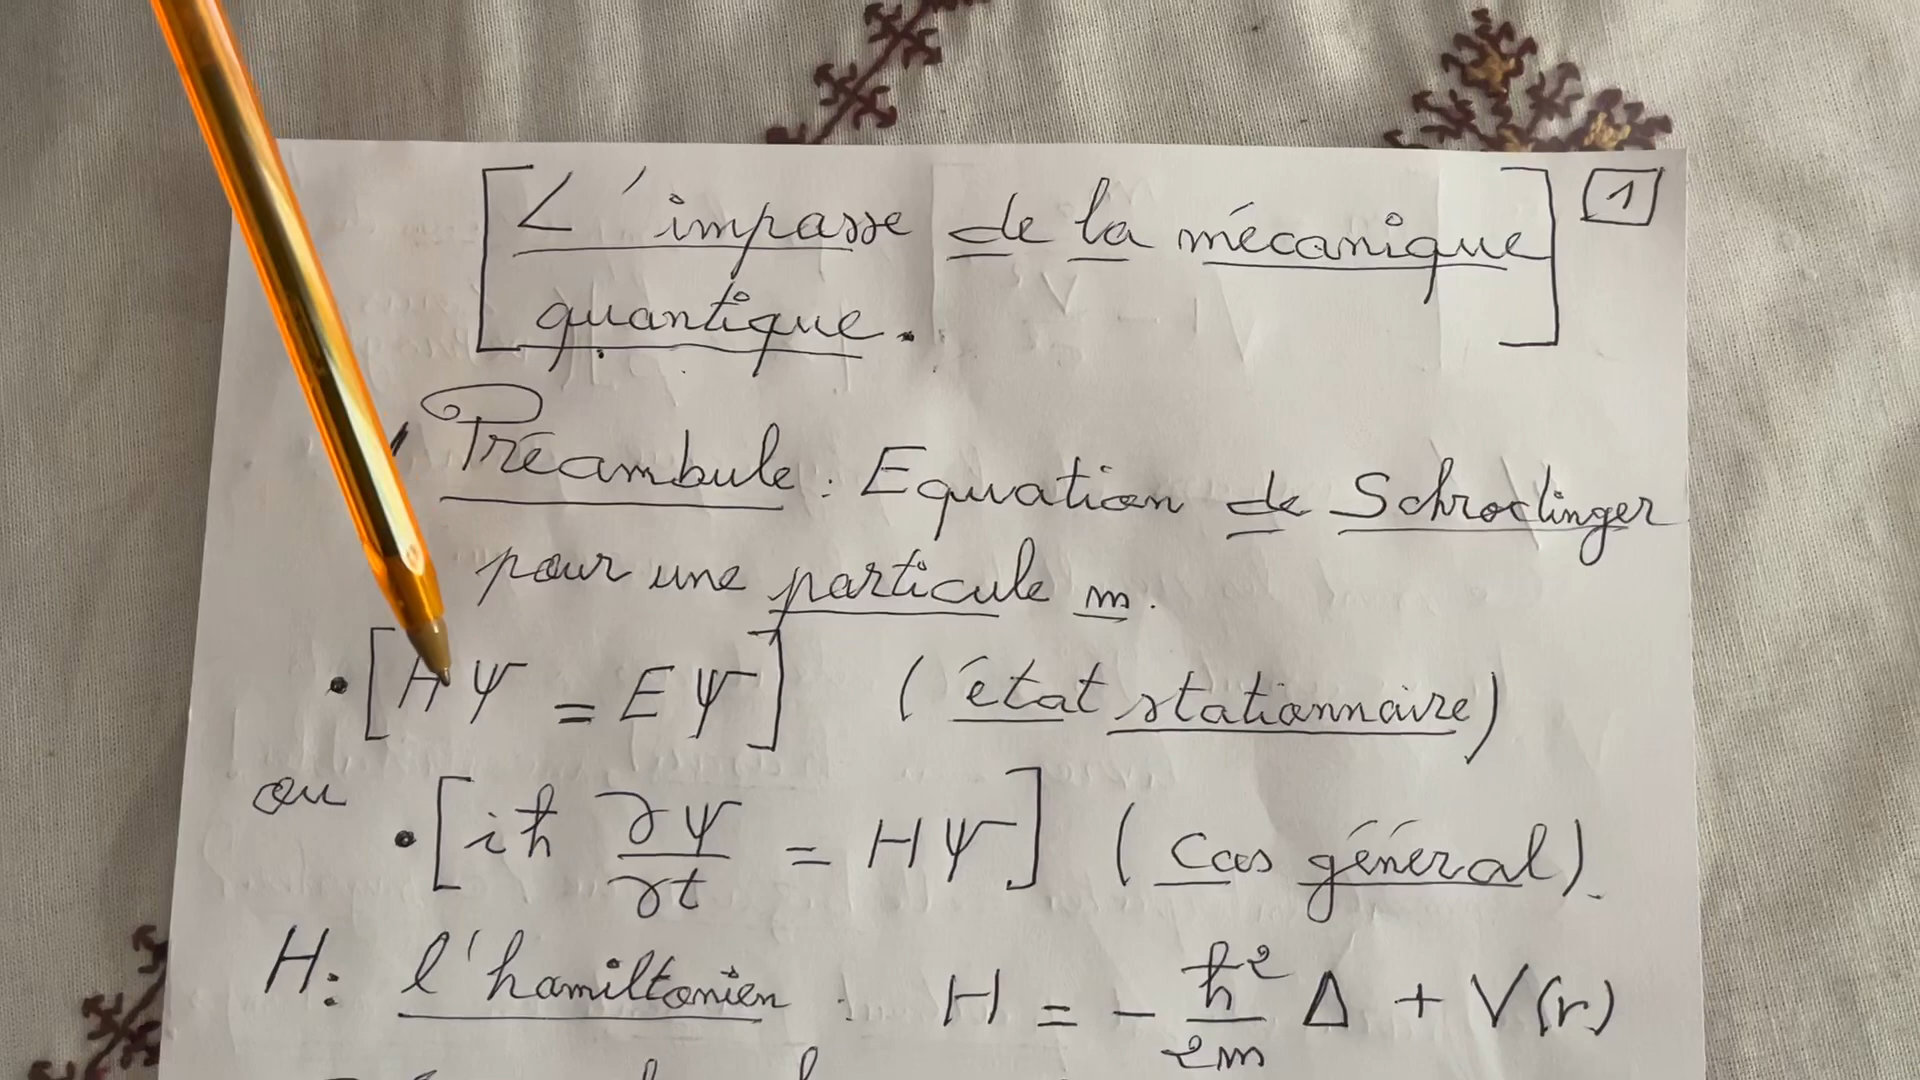 [L'impasse de la mécanique [1]
quantique.]
Préambule : Equation de Schrodinger
pour une particule m.
• [Hψ = Eψ] (état stationnaire)
ou • [iħ ∂ψ/∂t = Hψ] (Cas général).
H: l'hamiltonien : H = - ħ²/2m Δ + V(r)